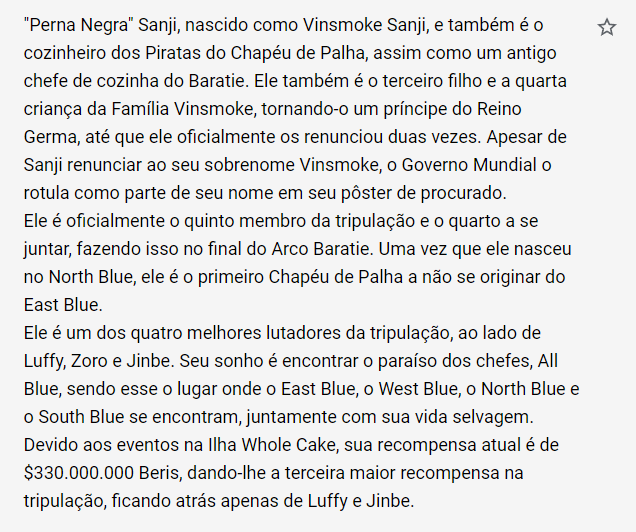 "Perna Negra" Sanji, nascido como Vinsmoke Sanji, e também é o
cozinheiro dos Piratas do Chapéu de Palha, assim como um antigo
chefe de cozinha do Baratie. Ele também é o terceiro filho e a quarta
criança da Família Vinsmoke, tornando-o um príncipe do Reino
Germa, até que ele oficialmente os renunciou duas vezes. Apesar de
Sanji renunciar ao seu sobrenome Vinsmoke, o Governo Mundial o
rotula como parte de seu nome em seu pôster de procurado.
Ele é oficialmente o quinto membro da tripulação e o quarto a se
juntar, fazendo isso no final do Arco Baratie. Uma vez que ele nasceu
no North Blue, ele é o primeiro Chapéu de Palha a não se originar do
East Blue.
Ele é um dos quatro melhores lutadores da tripulação, ao lado de
Luffy, Zoro e Jinbe. Seu sonho é encontrar o paraíso dos chefes, All
Blue, sendo esse o lugar onde o East Blue, o West Blue, o North Blue e
o South Blue se encontram, juntamente com sua vida selvagem.
Devido aos eventos na Ilha Whole Cake, sua recompensa atual é de
$330.000.000 Beris, dando-lhe a terceira maior recompensa na
tripulação, ficando atrás apenas de Luffy e Jinbe.